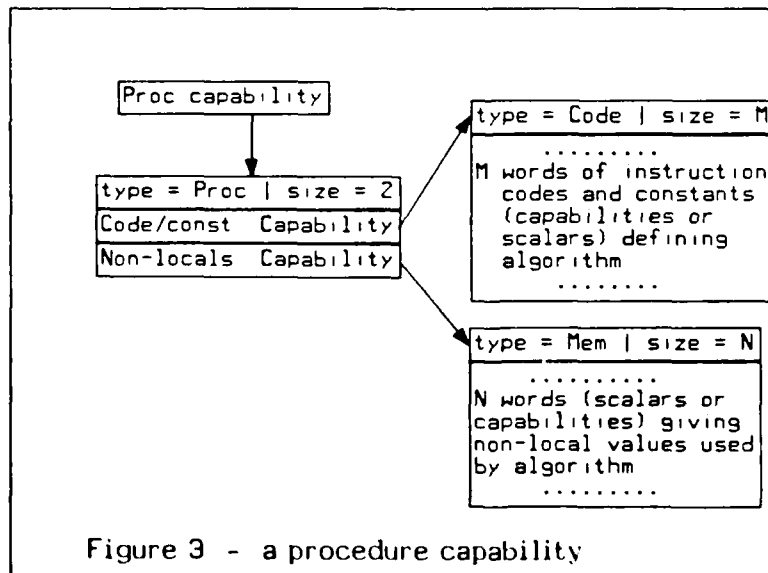 Proc capability
type = Proc | size = 2
Code/const Capability
Non-locals Capability
type = Code | size = M
..........
M words of instruction
codes and constants
(capabilities or
scalars) defining
algorithm
........
type = Mem | size = N
..........
N words (scalars or
capabilities) giving
non-local values used
by algorithm
.........
Figure 3 - a procedure capability